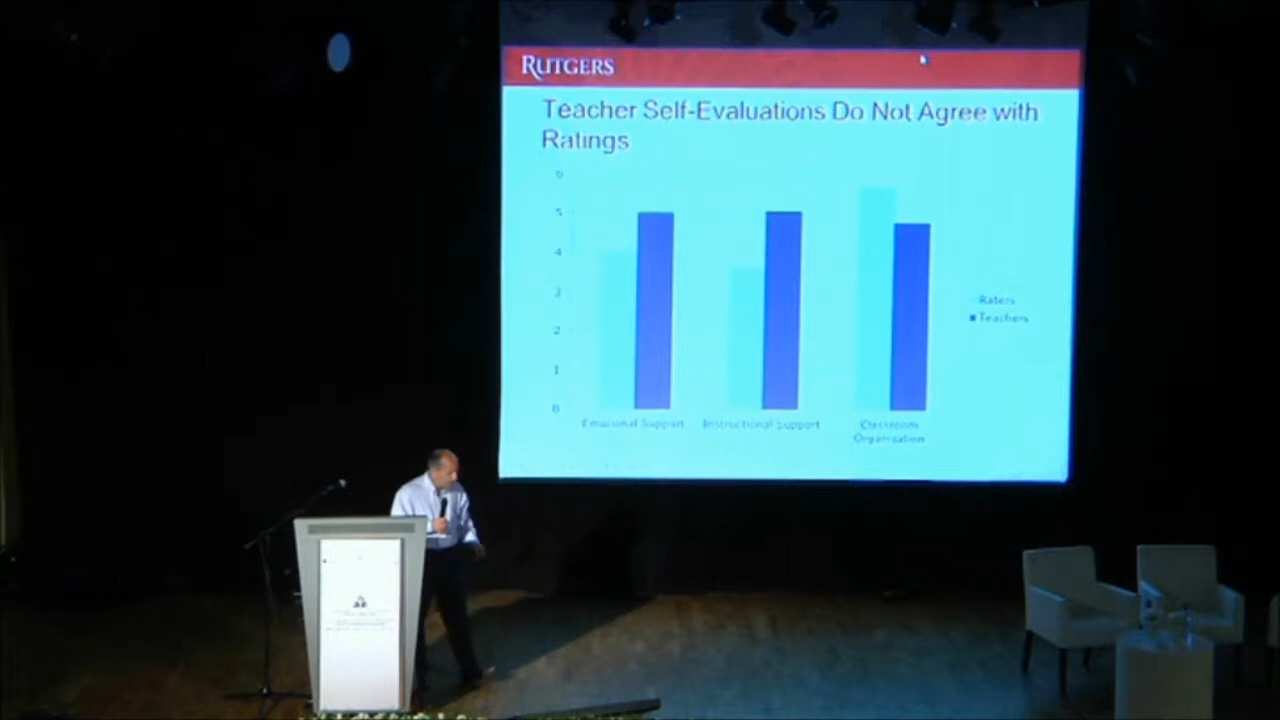 RUTGERS
Teacher Self-Evaluations Do Not Agree with
Ratings
6
5
4
3
2
1
0
Emotional Support
Instructional Support
Classroom
Organization
Raters
Teachers